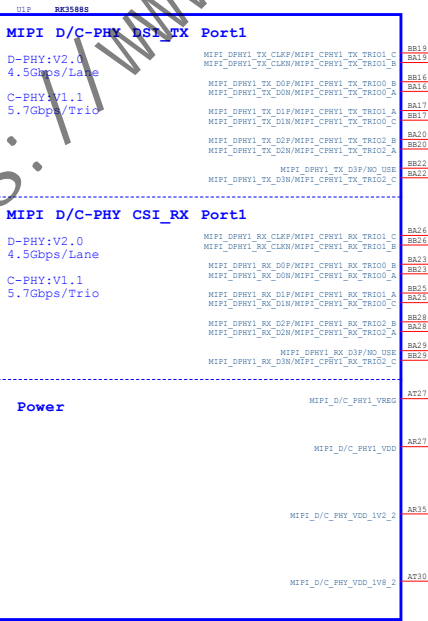 U1P RK3588S
MIPI D/C-PHY DSI_TX Port1
D-PHY:V2.0
4.5Gbps/Lane
C-PHY:V1.1
5.7Gbps/Trio
MIPI_DPHY1_TX_CLKP/MIPI_CPHY1_TX_TRIO1_C BB19
MIPI_DPHY1_TX_CLKN/MIPI_CPHY1_TX_TRIO1_B BA19
MIPI_DPHY1_TX_D0P/MIPI_CPHY1_TX_TRIO0_B BB16
MIPI_DPHY1_TX_D0N/MIPI_CPHY1_TX_TRIO0_A BA16
MIPI_DPHY1_TX_D1P/MIPI_CPHY1_TX_TRIO1_A BA17
MIPI_DPHY1_TX_D1N/MIPI_CPHY1_TX_TRIO0_C BB17
MIPI_DPHY1_TX_D2P/MIPI_CPHY1_TX_TRIO2_B BA20
MIPI_DPHY1_TX_D2N/MIPI_CPHY1_TX_TRIO2_A BB20
MIPI_DPHY1_TX_D3P/NO_USE BB22
MIPI_DPHY1_TX_D3N/MIPI_CPHY1_TX_TRIO2_C BA22
MIPI D/C-PHY CSI_RX Port1
D-PHY:V2.0
4.5Gbps/Lane
C-PHY:V1.1
5.7Gbps/Trio
MIPI_DPHY1_RX_CLKP/MIPI_CPHY1_RX_TRIO1_C BA26
MIPI_DPHY1_RX_CLKN/MIPI_CPHY1_RX_TRIO1_B BB26
MIPI_DPHY1_RX_D0P/MIPI_CPHY1_RX_TRIO0_B BA23
MIPI_DPHY1_RX_D0N/MIPI_CPHY1_RX_TRIO0_A BB23
MIPI_DPHY1_RX_D1P/MIPI_CPHY1_RX_TRIO1_A BB25
MIPI_DPHY1_RX_D1N/MIPI_CPHY1_RX_TRIO0_C BA25
MIPI_DPHY1_RX_D2P/MIPI_CPHY1_RX_TRIO2_B BB28
MIPI_DPHY1_RX_D2N/MIPI_CPHY1_RX_TRIO2_A BA28
MIPI_DPHY1_RX_D3P/NO_USE BA29
MIPI_DPHY1_RX_D3N/MIPI_CPHY1_RX_TRIO2_C BB29
Power
MIPI_D/C_PHY1_VREG AT27
MIPI_D/C_PHY1_VDD AR27
MIPI_D/C_PHY_VDD_1V2_2 AR35
MIPI_D/C_PHY_VDD_1V8_2 AT30
s://www